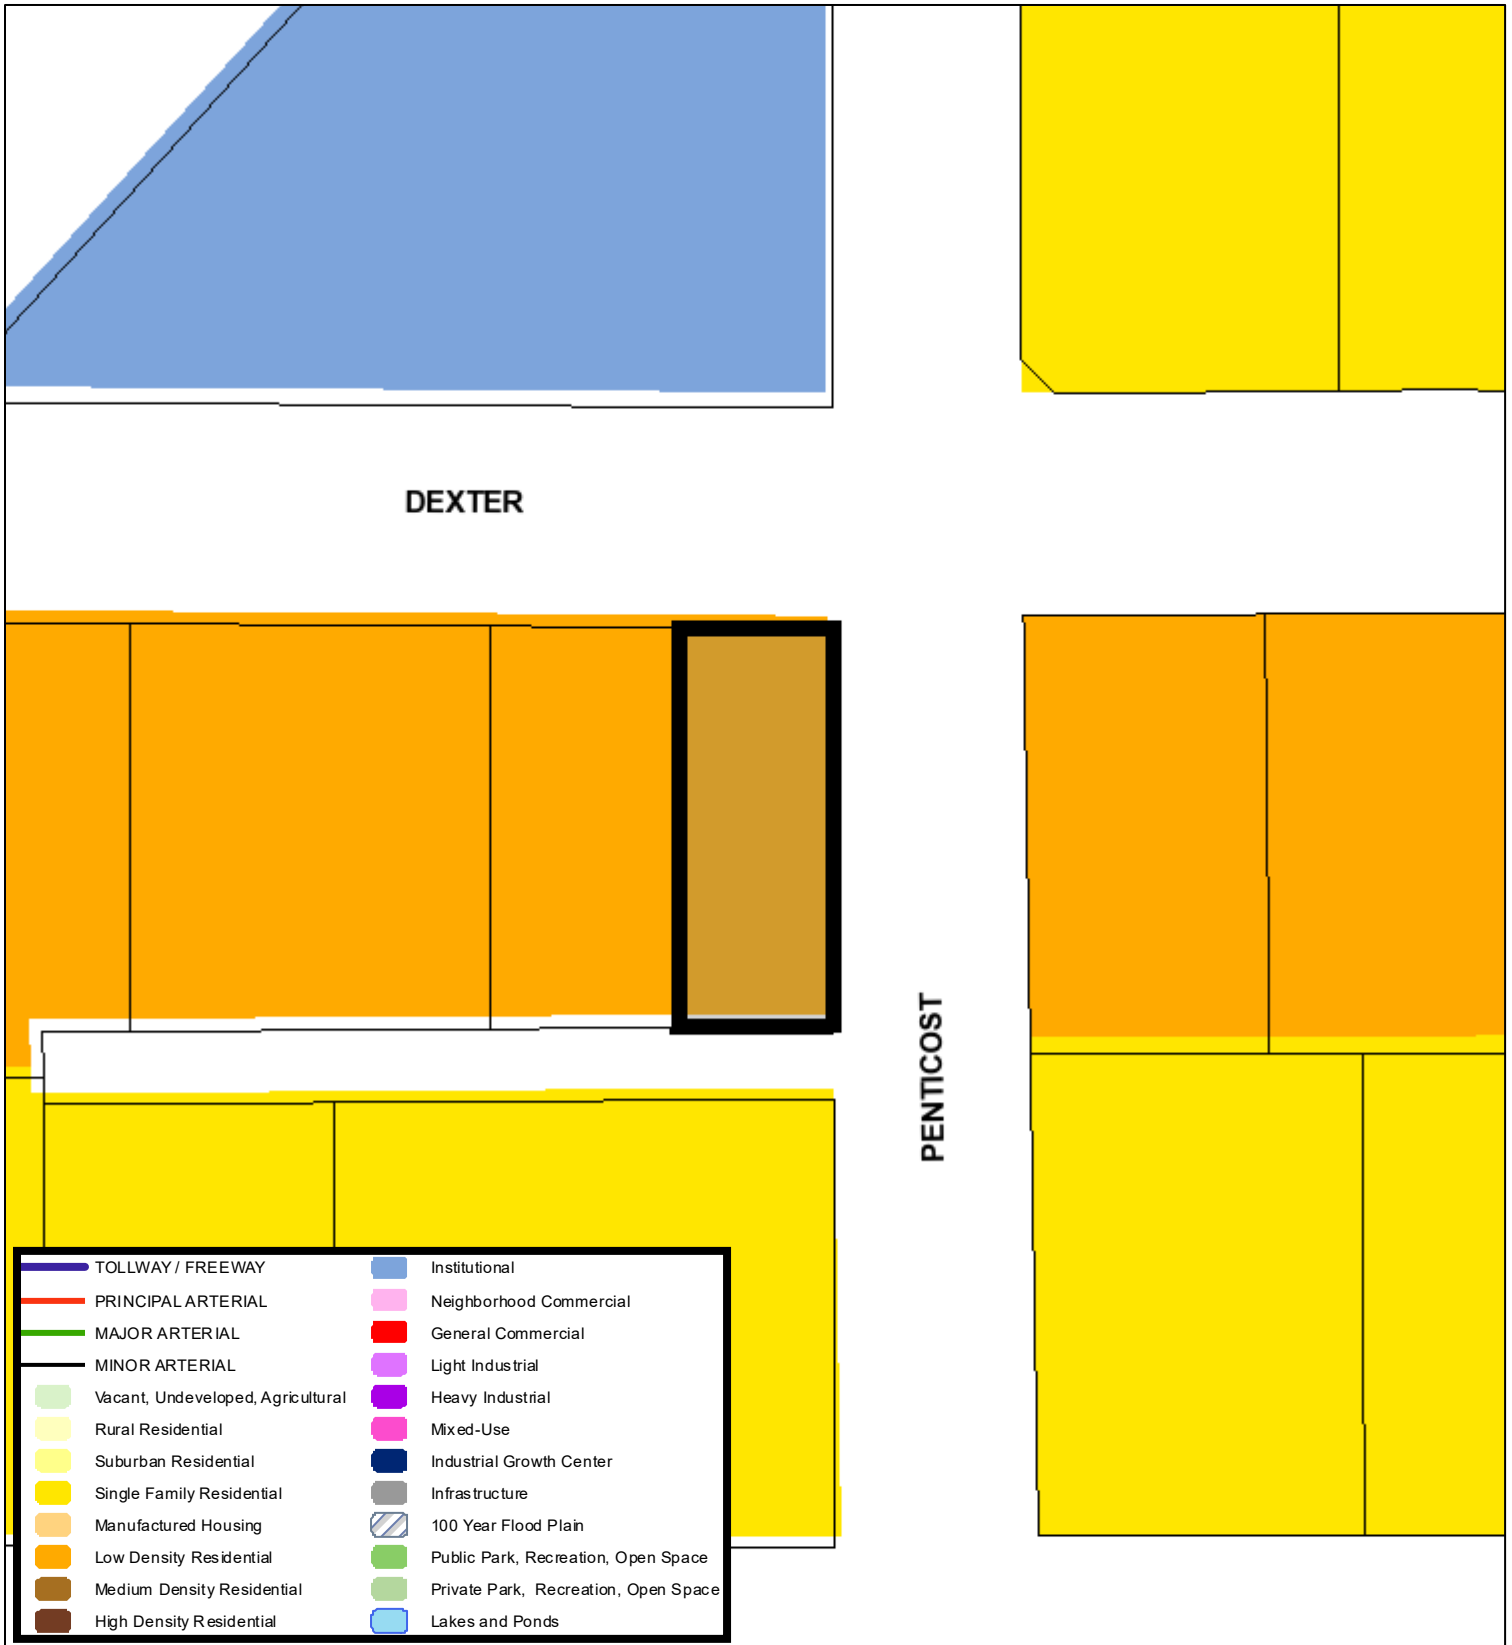 DEXTER
PENTICOST
TOLLWAY / FREEWAY
PRINCIPAL ARTERIAL
MAJOR ARTERIAL
MINOR ARTERIAL
Vacant, Undeveloped, Agricultural
Rural Residential
Suburban Residential
Single Family Residential
Manufactured Housing
Low Density Residential
Medium Density Residential
High Density Residential
Institutional
Neighborhood Commercial
General Commercial
Light Industrial
Heavy Industrial
Mixed-Use
Industrial Growth Center
Infrastructure
100 Year Flood Plain
Public Park, Recreation, Open Space
Private Park, Recreation, Open Space
Lakes and Ponds